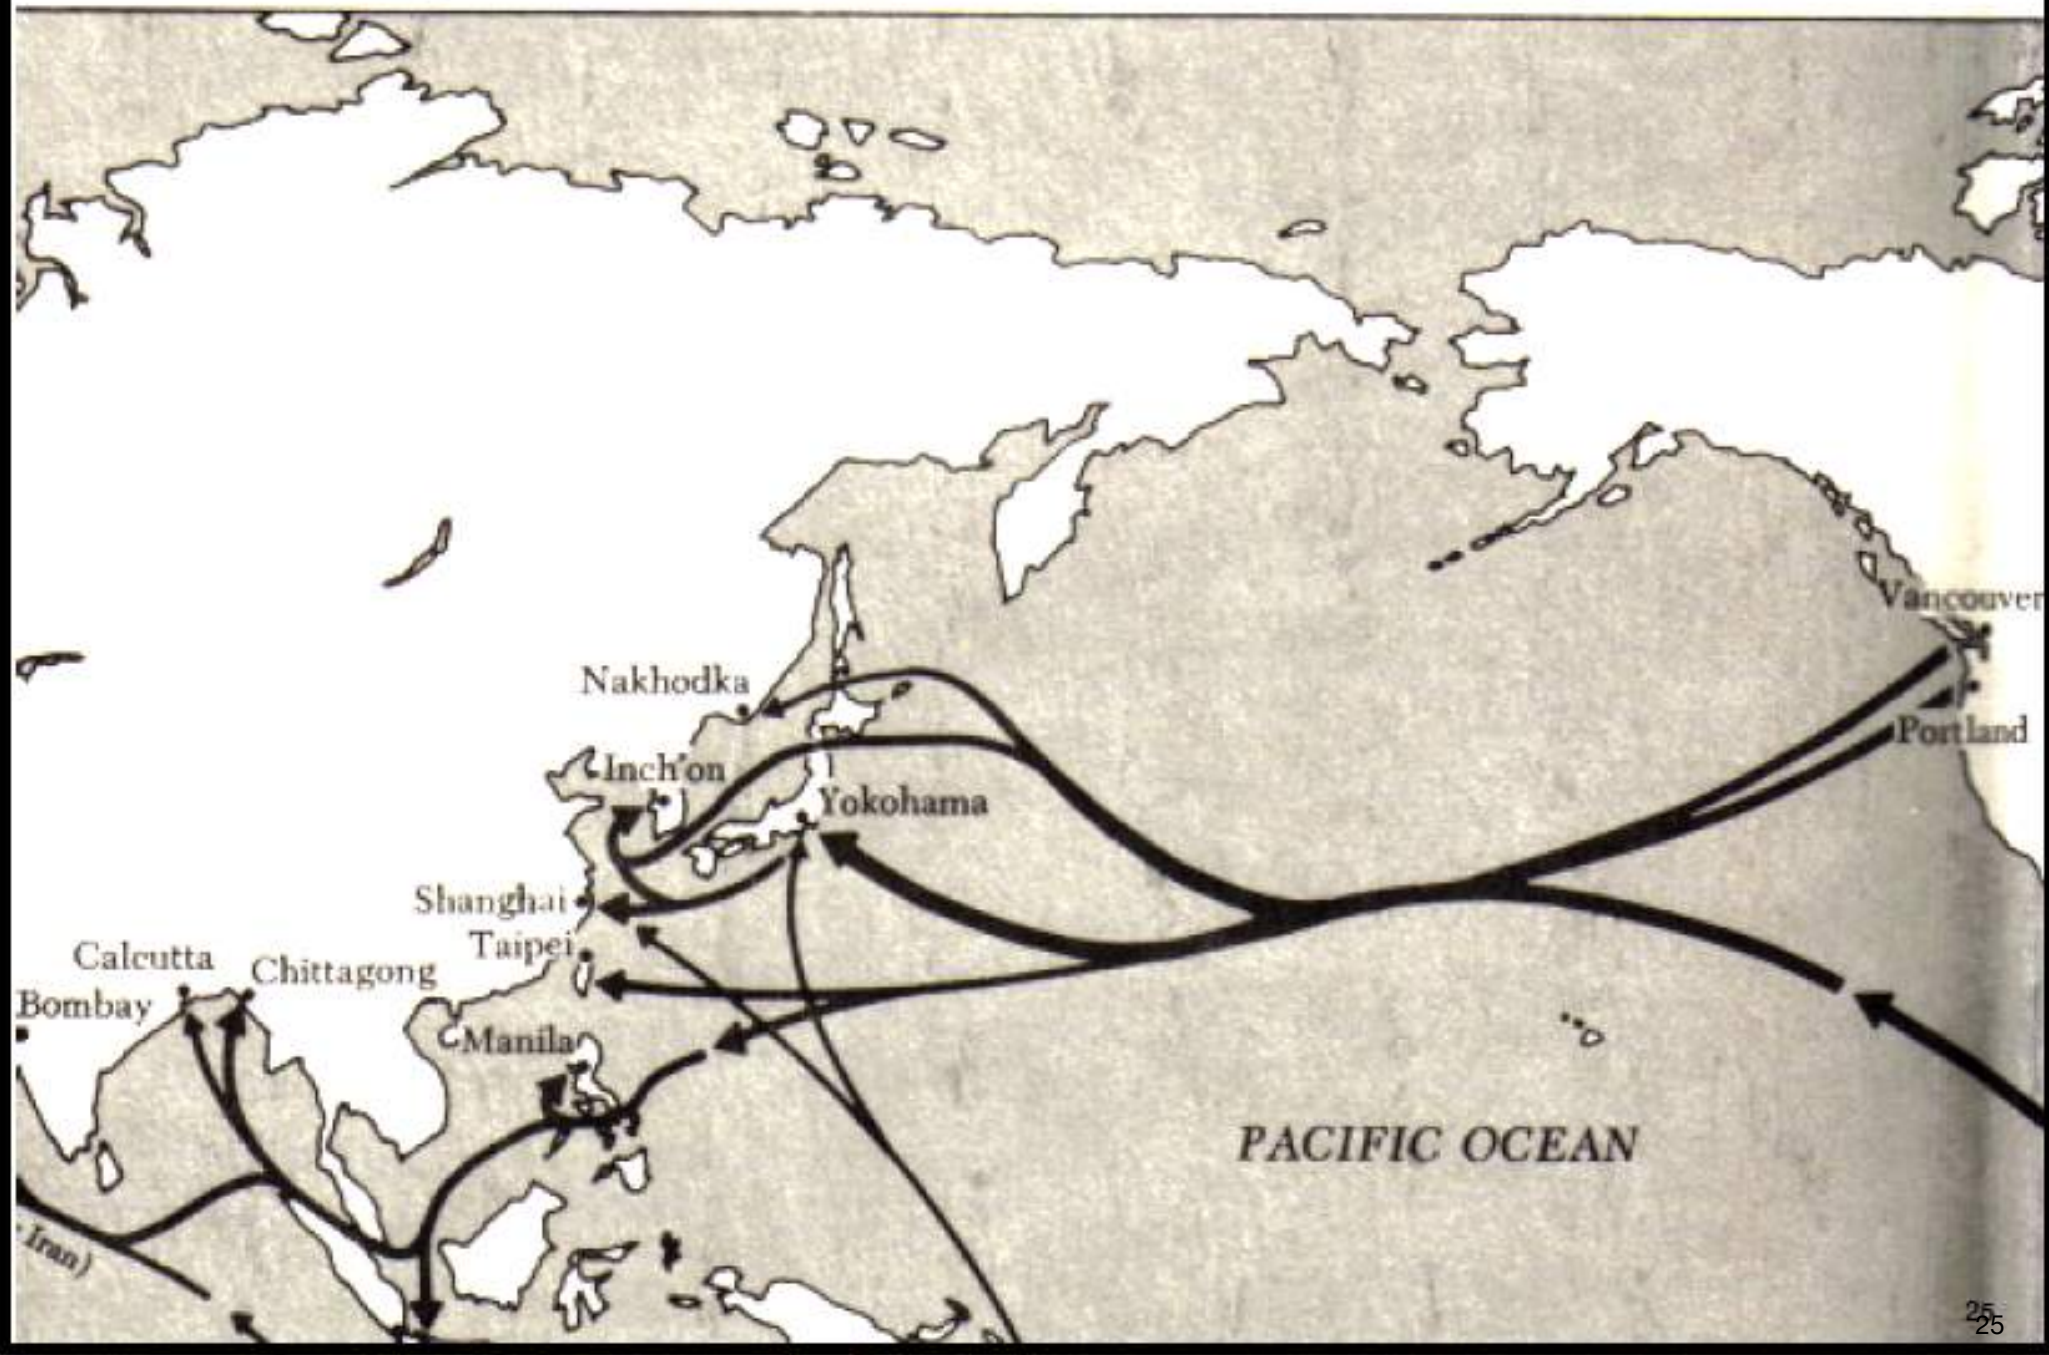 Vancouver
Nakhodka
Portland
Inch'on
Yokohama
Shanghai
Taipei
Calcutta
Chittagong
Bombay
Manila
PACIFIC OCEAN
Iran)
25
25